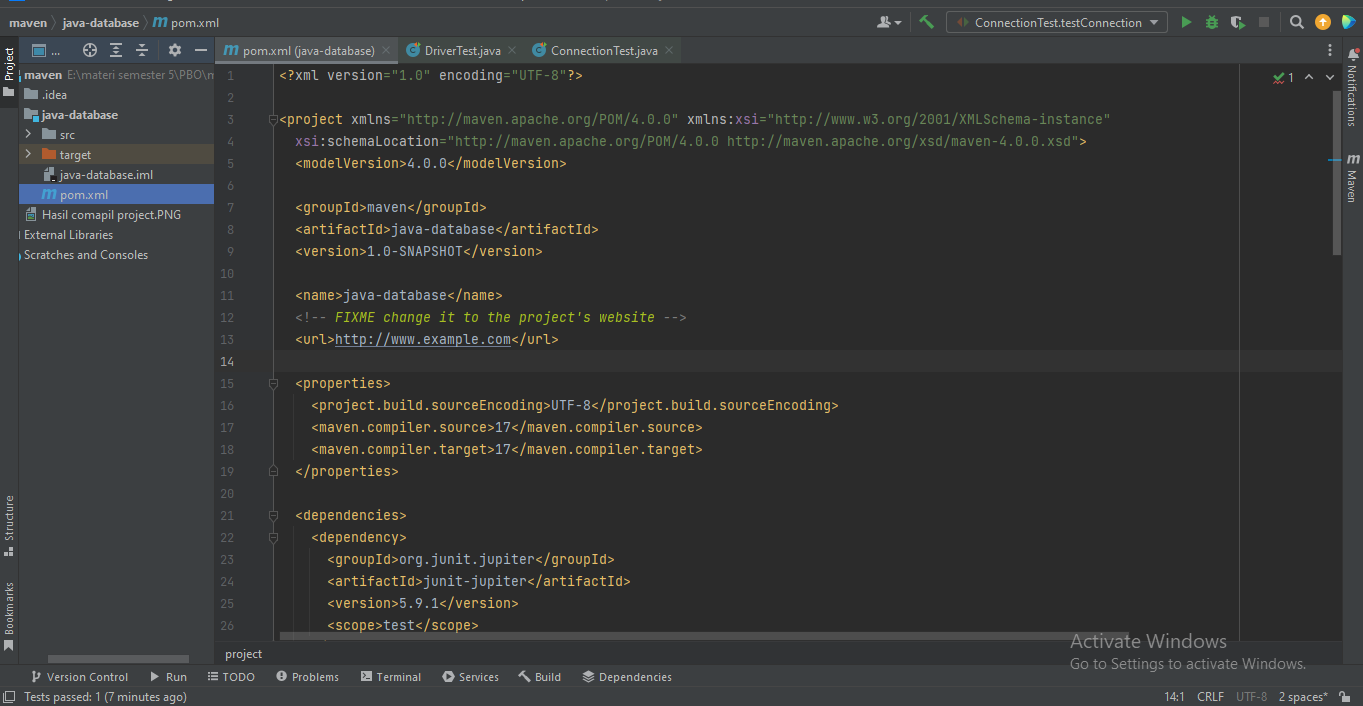 maven java-database m pom.xml ConnectionTest.testConnection
Project
... m pom.xml (java-database) DriverTest.java ConnectionTest.java
maven E:\materi semester 5\PBO\m
.idea
java-database
src
target
java-database.iml
m pom.xml
Hasil comapil project.PNG
External Libraries
Scratches and Consoles
Structure
Bookmarks
1 <?xml version="1.0" encoding="UTF-8"?>
2
3 <project xmlns="http://maven.apache.org/POM/4.0.0" xmlns:xsi="http://www.w3.org/2001/XMLSchema-instance"
4 xsi:schemaLocation="http://maven.apache.org/POM/4.0.0 http://maven.apache.org/xsd/maven-4.0.0.xsd">
5 <modelVersion>4.0.0</modelVersion>
6
7 <groupId>maven</groupId>
8 <artifactId>java-database</artifactId>
9 <version>1.0-SNAPSHOT</version>
10
11 <name>java-database</name>
12 <!-- FIXME change it to the project's website -->
13 <url>http://www.example.com</url>
14
15 <properties>
16 <project.build.sourceEncoding>UTF-8</project.build.sourceEncoding>
17 <maven.compiler.source>17</maven.compiler.source>
18 <maven.compiler.target>17</maven.compiler.target>
19 </properties>
20
21 <dependencies>
22 <dependency>
23 <groupId>org.junit.jupiter</groupId>
24 <artifactId>junit-jupiter</artifactId>
25 <version>5.9.1</version>
26 <scope>test</scope>
1
Notifications
m Maven
project
Activate Windows
Go to Settings to activate Windows.
Version Control Run TODO Problems Terminal Services Build Dependencies
Tests passed: 1 (7 minutes ago) 14:1 CRLF UTF-8 2 spaces*